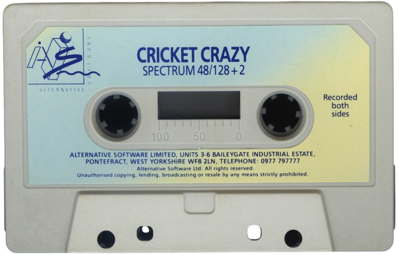 CRICKET CRAZY
SPECTRUM 48/128+2
ALTERNATIVE
SOFTWARE
Recorded
both
sides
100 50 0
ALTERNATIVE SOFTWARE LIMITED, UNITS 3-6 BAILEYGATE INDUSTRIAL ESTATE,
PONTEFRACT, WEST YORKSHIRE WF8 2LN, TELEPHONE: 0977 797777
Alternative Software Ltd. All rights reserved.
Unauthorised copying, lending, broadcasting or resale by any means strictly prohibited.